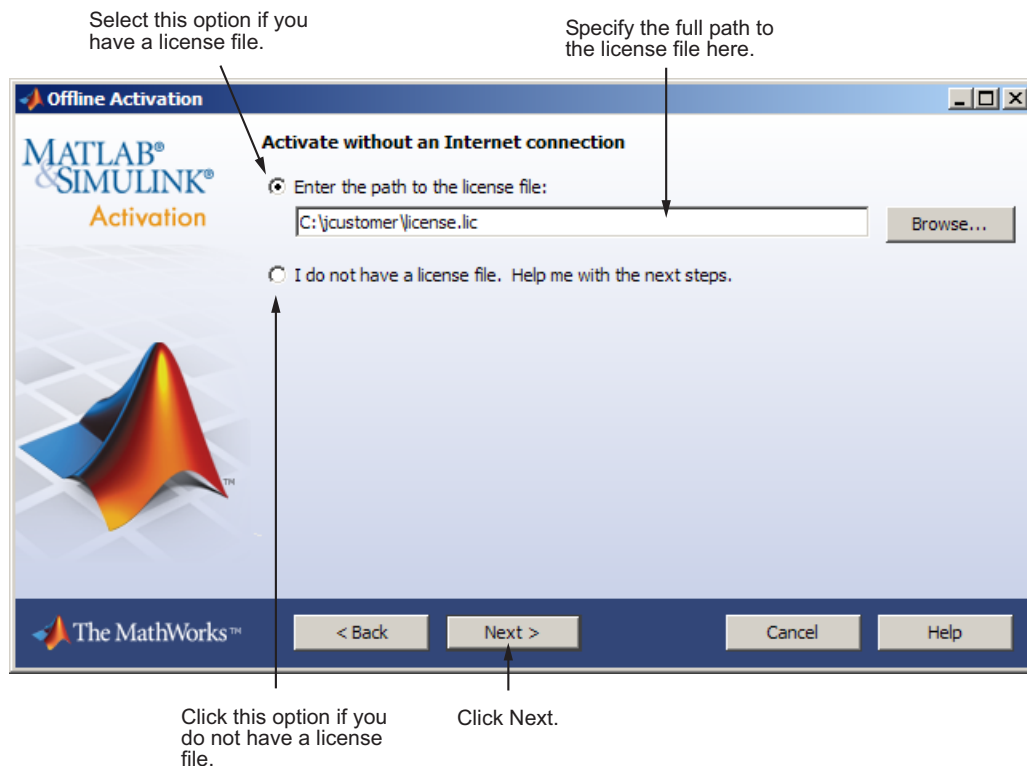 Select this option if you
have a license file.
Specify the full path to
the license file here.
Offline Activation
MATLAB®
&SIMULINK®
Activation
Activate without an Internet connection
Enter the path to the license file:
C:\jcustomer\license.lic
Browse...
I do not have a license file. Help me with the next steps.
TM
The MathWorks™
< Back
Next >
Cancel
Help
Click this option if you
do not have a license
file.
Click Next.